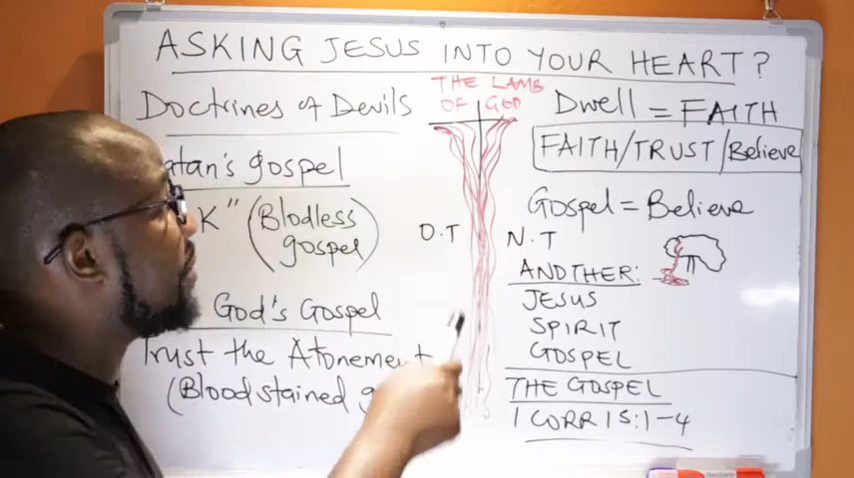 ASKING JESUS INTO YOUR HEART?
Doctrines of Devils
atan's gospel
K" (Blodless
gospel)
God's Gospel
Trust the Atonement
(Bloodstained g
THE LAMB
OF GOD
O.T
Dwell = FAITH
FAITH/TRUST/Believe
Gospel = Believe
N.T
ANOTHER:
JESUS
SPIRIT
GOSPEL
THE GOSPEL
1 CORR 15:1-4